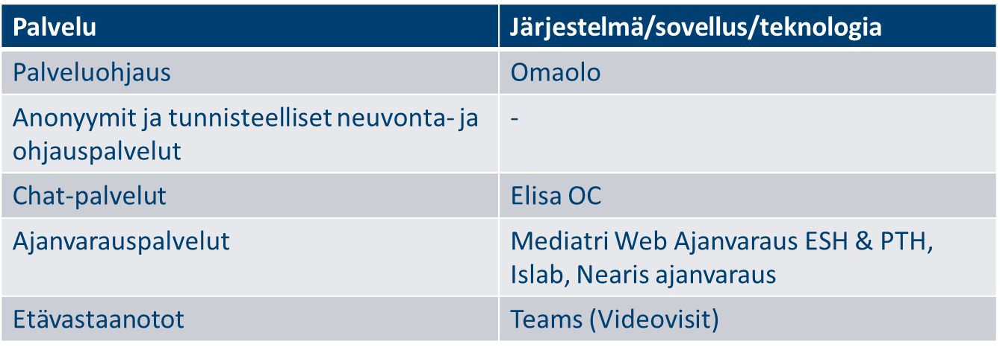 Palvelu
Järjestelmä/sovellus/teknologia
Palveluohjaus
Omaolo
Anonyymit ja tunnisteelliset neuvonta- ja
ohjauspalvelut
-
Chat-palvelut
Elisa OC
Ajanvarauspalvelut
Mediatri Web Ajanvaraus ESH & PTH,
Islab, Nearis ajanvaraus
Etävastaanotot
Teams (Videovisit)